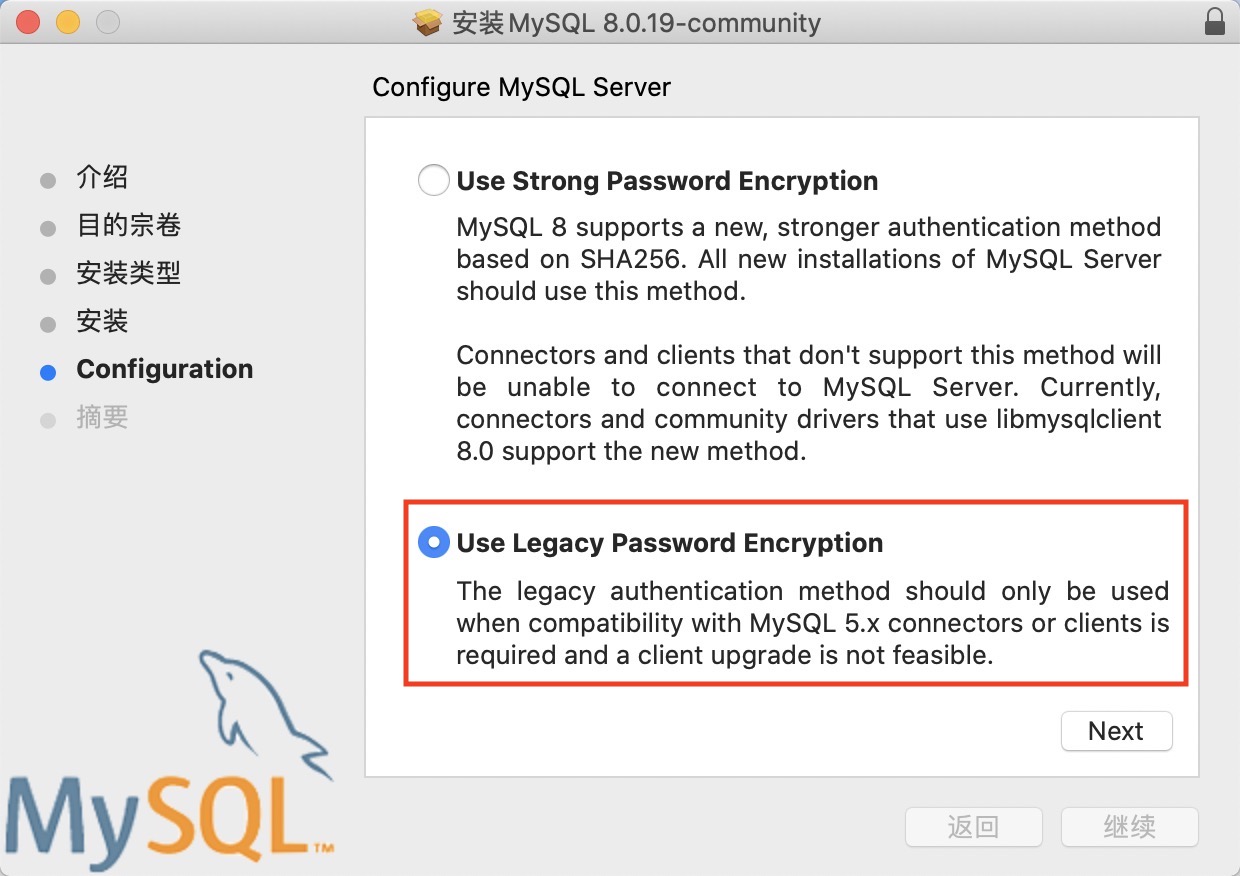 安装MySQL 8.0.19-community
Configure MySQL Server
介绍
目的宗卷
安装类型
安装
Configuration
摘要
Use Strong Password Encryption
MySQL 8 supports a new, stronger authentication method
based on SHA256. All new installations of MySQL Server
should use this method.
Connectors and clients that don't support this method will
be unable to connect to MySQL Server. Currently,
connectors and community drivers that use libmysqlclient
8.0 support the new method.
Use Legacy Password Encryption
The legacy authentication method should only be used
when compatibility with MySQL 5.x connectors or clients is
required and a client upgrade is not feasible.
Next
MySQL™
返回
继续